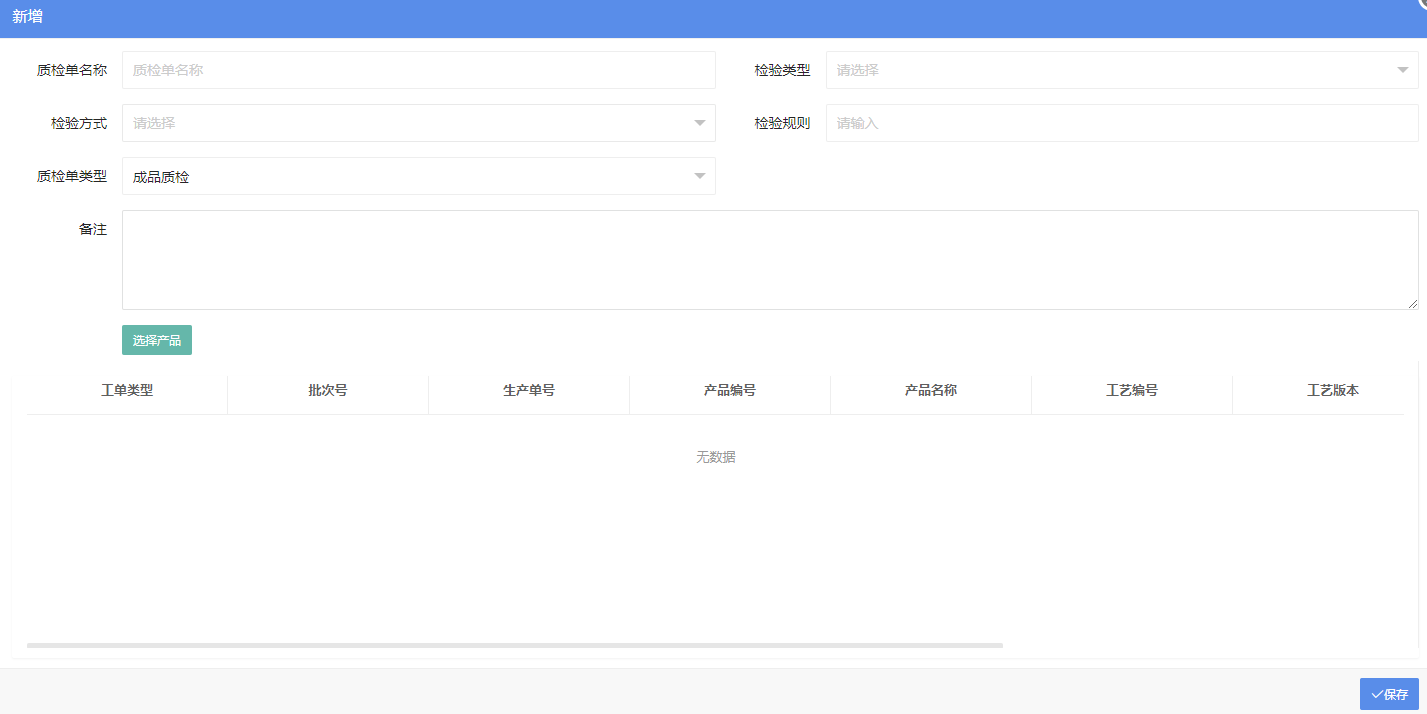 新增
质检单名称 质检单名称 检验类型 请选择
检验方式 请选择 检验规则 请输入
质检单类型 成品质检
备注
选择产品
工单类型 批次号 生产单号 产品编号 产品名称 工艺编号 工艺版本
无数据
保存